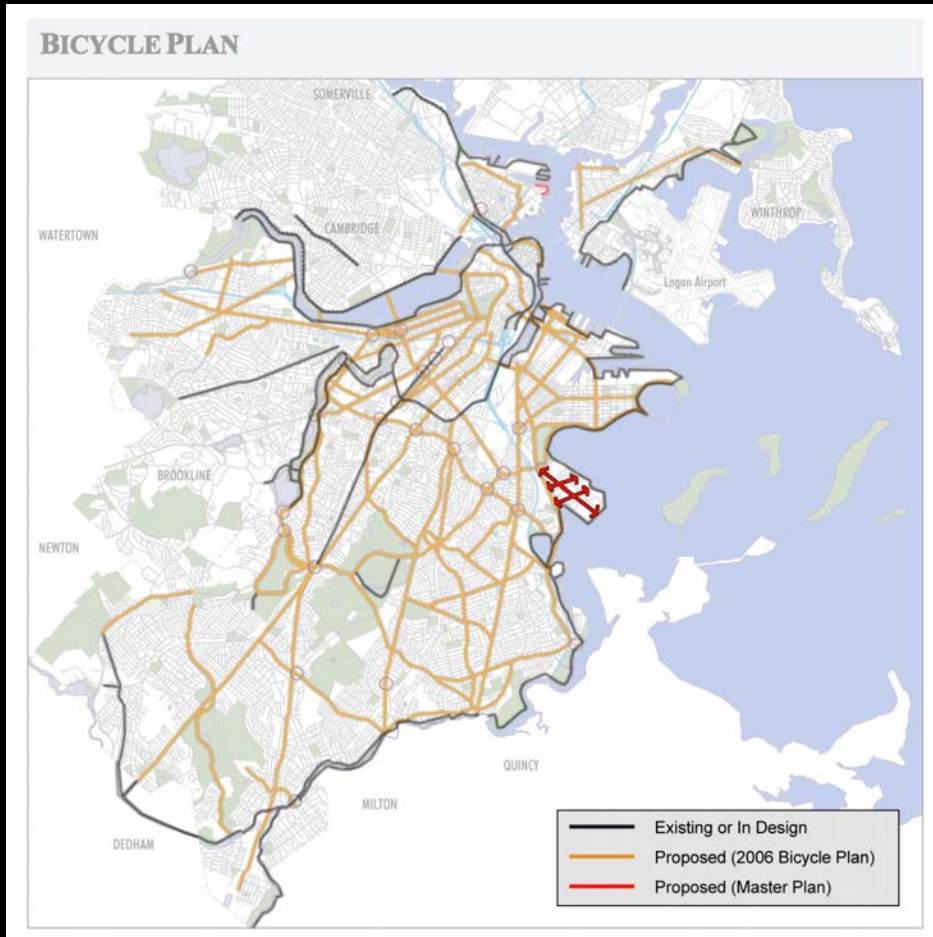 BICYCLE PLAN
SOMERVILLE
WATERTOWN
CAMBRIDGE
WINTHROP
Logan Airport
BROOKLINE
NEWTON
QUINCY
MILTON
DEDHAM
Existing or In Design
Proposed (2006 Bicycle Plan)
Proposed (Master Plan)